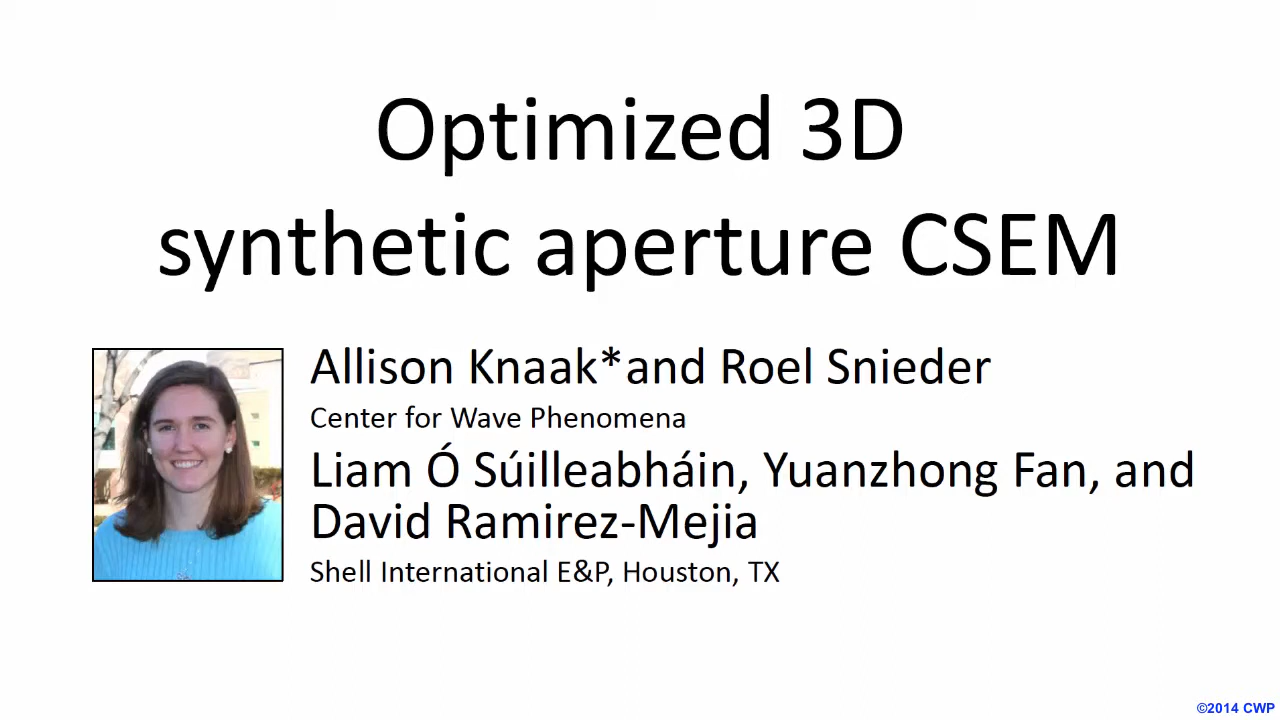 Optimized 3D
synthetic aperture CSEM
Allison Knaak*and Roel Snieder
Center for Wave Phenomena
Liam Ó Súilleabháin, Yuanzhong Fan, and
David Ramirez-Mejia
Shell International E&P, Houston, TX
©2014 CWP